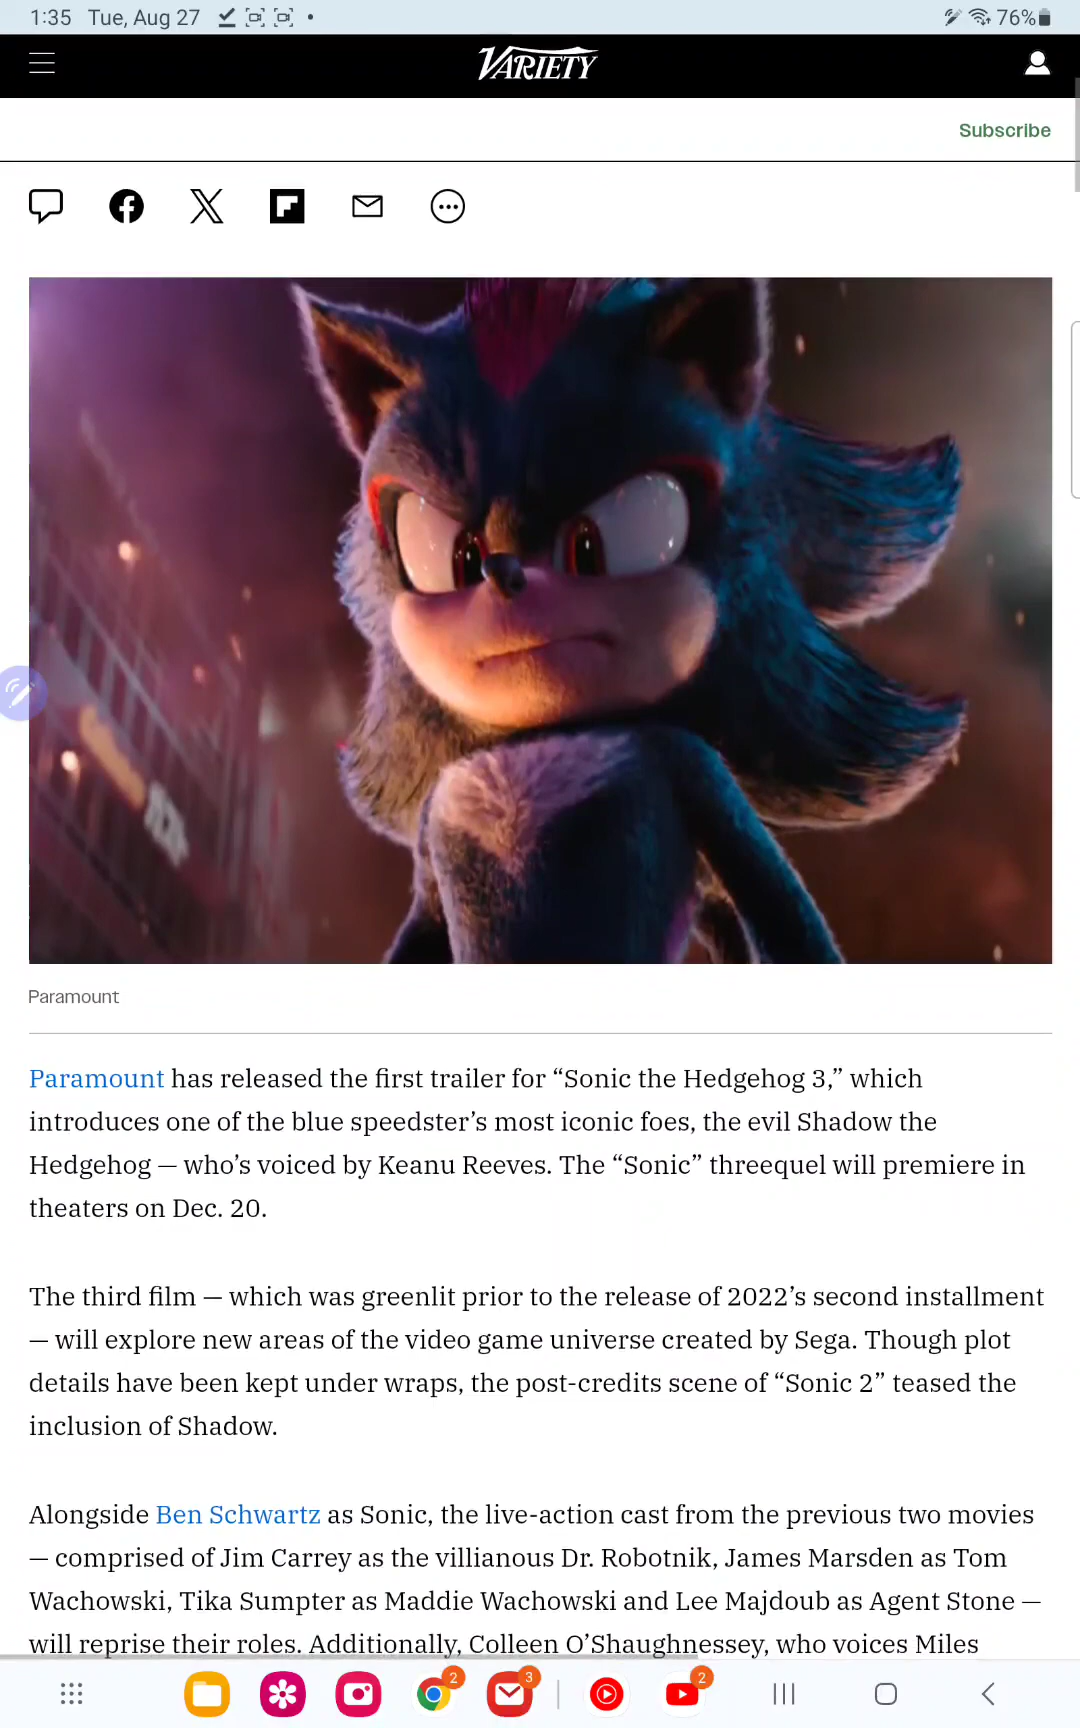 1:35 Tue, Aug 27 76%
VARIETY
Subscribe
Paramount
Paramount has released the first trailer for “Sonic the Hedgehog 3,” which
introduces one of the blue speedster’s most iconic foes, the evil Shadow the
Hedgehog — who’s voiced by Keanu Reeves. The “Sonic” threequel will premiere in
theaters on Dec. 20.
The third film — which was greenlit prior to the release of 2022’s second installment
— will explore new areas of the video game universe created by Sega. Though plot
details have been kept under wraps, the post-credits scene of “Sonic 2” teased the
inclusion of Shadow.
Alongside Ben Schwartz as Sonic, the live-action cast from the previous two movies
— comprised of Jim Carrey as the villianous Dr. Robotnik, James Marsden as Tom
Wachowski, Tika Sumpter as Maddie Wachowski and Lee Majdoub as Agent Stone —
will reprise their roles. Additionally, Colleen O’Shaughnessey, who voices Miles
2 3 2